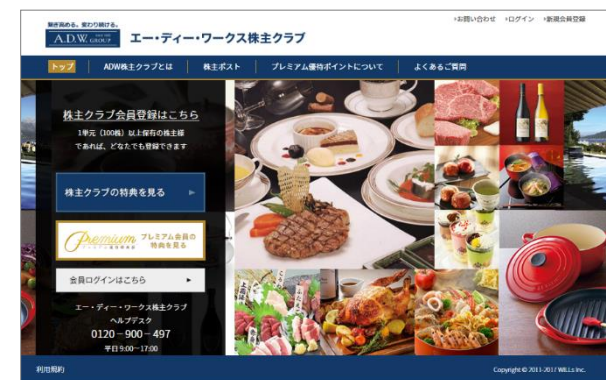 磨き高める。変わり続ける。
A.D.W. GROUP
エー・ディー・ワークス株主クラブ
お問い合わせ ログイン 新規会員登録
トップ ADW株主クラブとは 株主ポスト プレミアム優待ポイントについて よくあるご質問
株主クラブ会員登録はこちら
1単元（100株）以上保有の株主様
であれば、どなたでも登録できます
株主クラブの特典を見る
Premium プレミアム会員の
特典を見る
会員ログインはこちら
エー・ディー・ワークス株主クラブ
ヘルプデスク
0120－900－497
平日 9:00～17:00
利用規約
Copyright © 2011-2017 WILLs Inc.